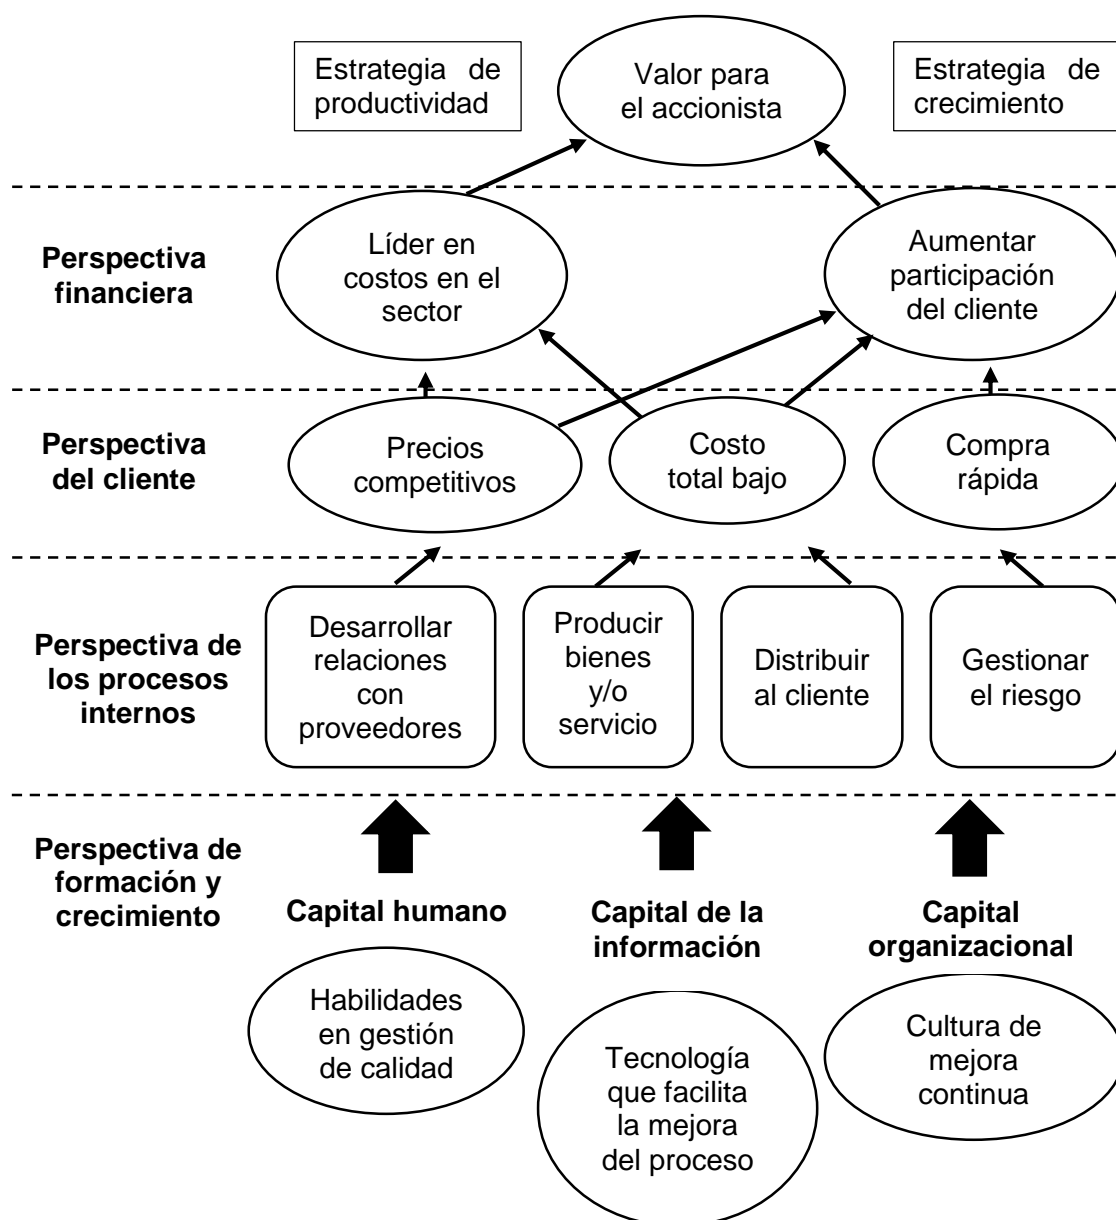 Estrategia de
productividad
Valor para
el accionista
Estrategia de
crecimiento
Perspectiva
financiera
Líder en
costos en el
sector
Aumentar
participación
del cliente
Perspectiva
del cliente
Precios
competitivos
Costo
total bajo
Compra
rápida
Perspectiva de
los procesos
internos
Desarrollar
relaciones
con
proveedores
Producir
bienes
y/o
servicio
Distribuir
al cliente
Gestionar
el riesgo
Perspectiva de
formación y
crecimiento
Capital humano
Capital de la
información
Capital
organizacional
Habilidades
en gestión
de calidad
Tecnología
que facilita
la mejora
del proceso
Cultura de
mejora
continua